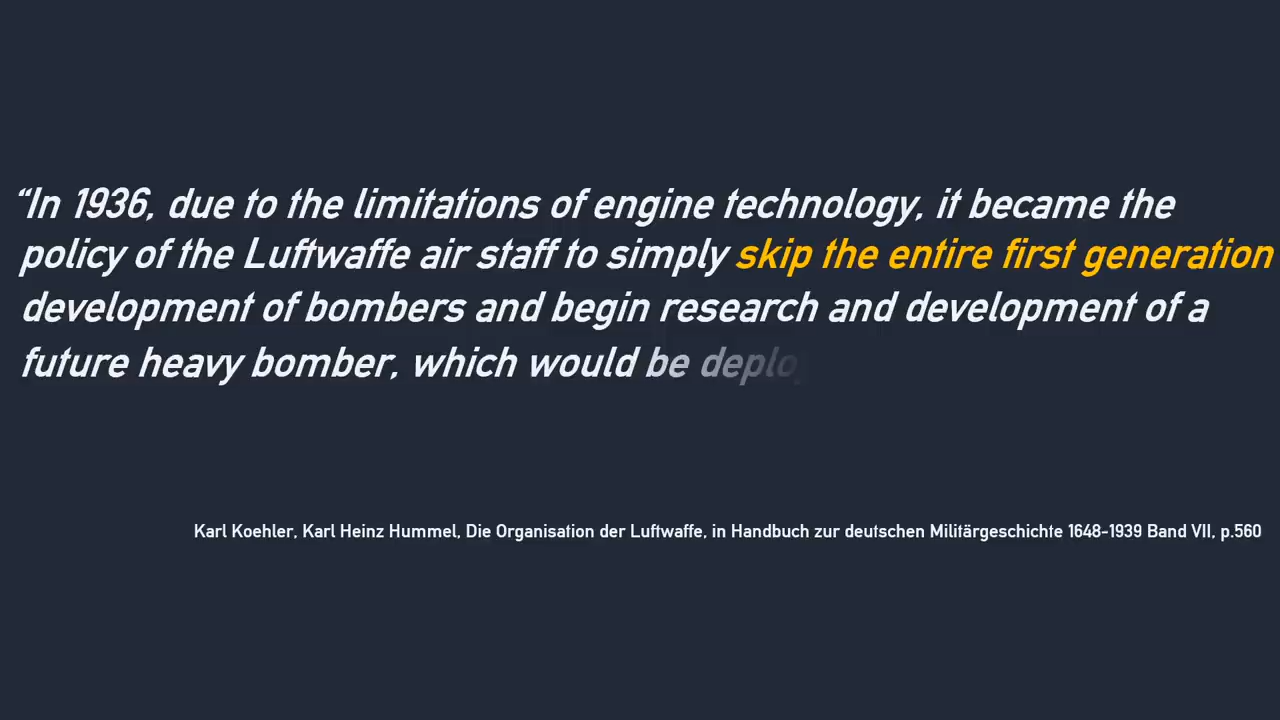 “In 1936, due to the limitations of engine technology, it became the
policy of the Luftwaffe air staff to simply skip the entire first generation
development of bombers and begin research and development of a
future heavy bomber, which would be
Karl Koehler, Karl Heinz Hummel, Die Organisation der Luftwaffe, in Handbuch zur deutschen Militärgeschichte 1648-1939 Band VII, p.560